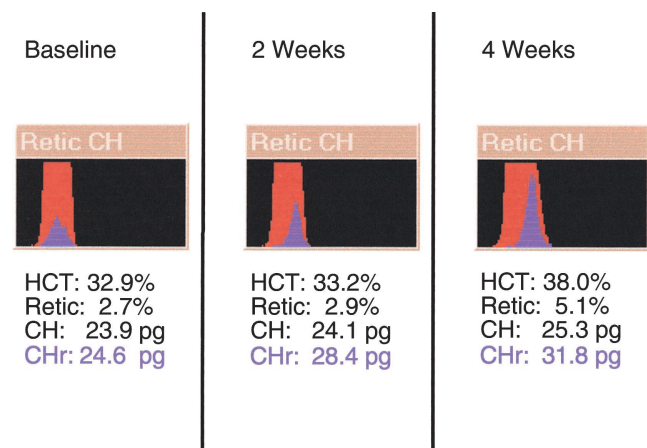 Baseline
Retic CH
HCT: 32.9%
Retic: 2.7%
CH: 23.9 pg
CHr: 24.6 pg
2 Weeks
Retic CH
HCT: 33.2%
Retic: 2.9%
CH: 24.1 pg
CHr: 28.4 pg
4 Weeks
Retic CH
HCT: 38.0%
Retic: 5.1%
CH: 25.3 pg
CHr: 31.8 pg